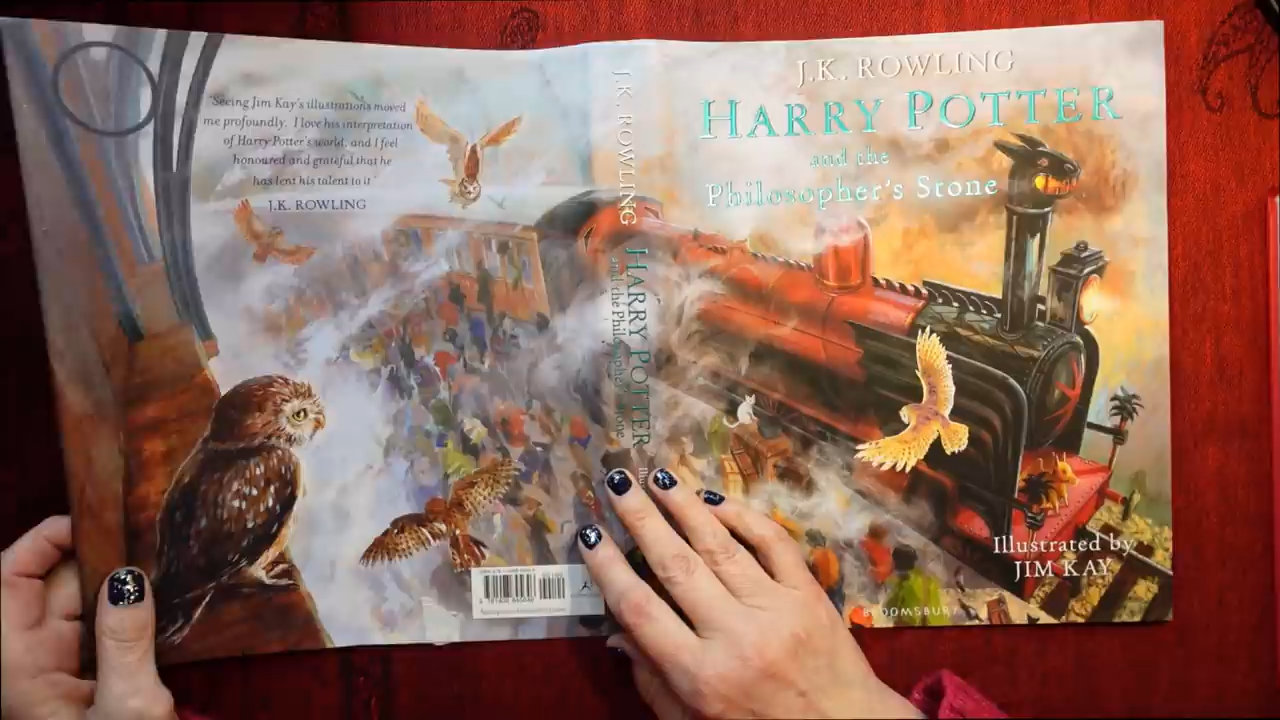 "Seeing Jim Kay's illustrations moved
me profoundly. I love his interpretation
of Harry Potter's world, and I feel
honoured and grateful that he
has lent his talent to it"
J.K. ROWLING
J.K. ROWLING
HARRY POTTER
and the Philosopher's Stone
J.K. ROWLING
HARRY POTTER
and the
Philosopher's Stone
Illustrated by
JIM KAY
BLOOMSBURY